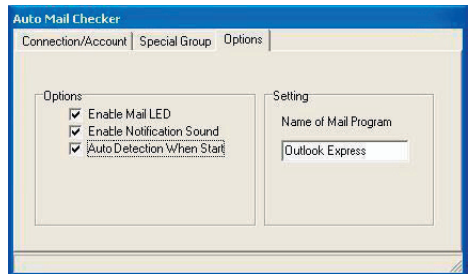 Auto Mail Checker
Connection/Account Special Group Options
Options
Enable Mail LED
Enable Notification Sound
Auto Detection When Start
Setting
Name of Mail Program
Outlook Express